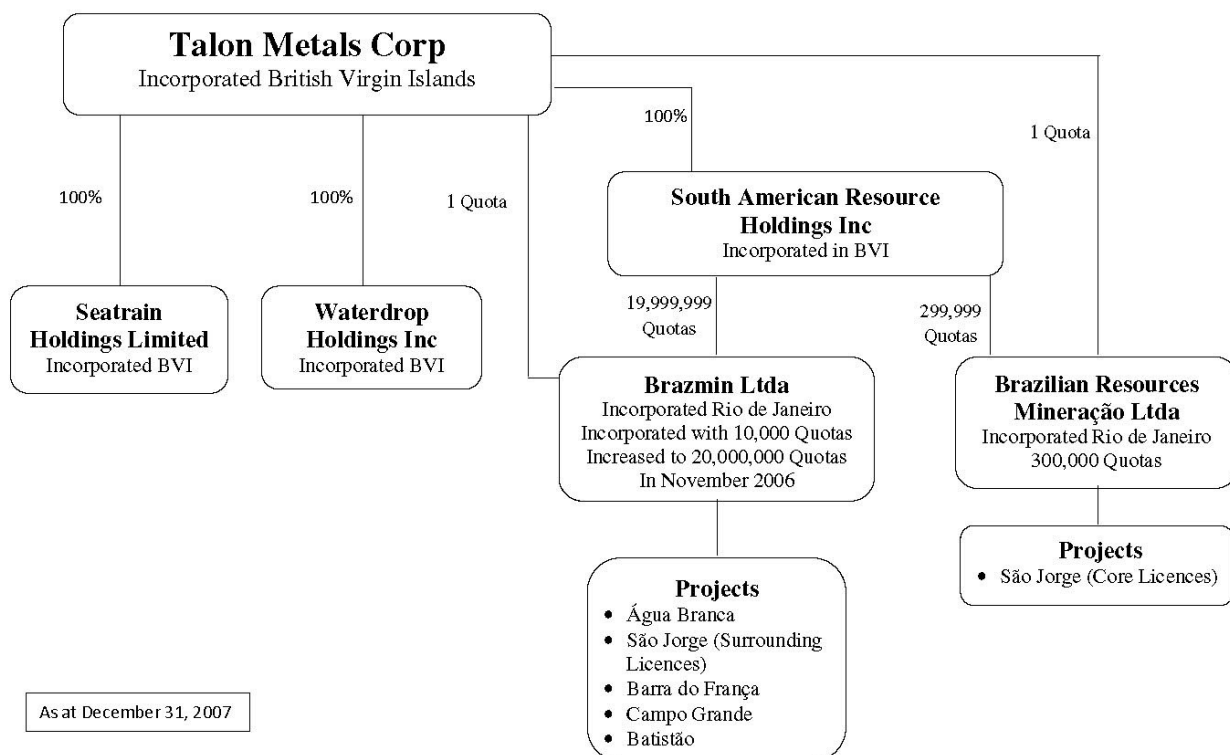 Talon Metals Corp
Incorporated British Virgin Islands
100%
1 Quota
100%
100%
1 Quota
South American Resource
Holdings Inc
Incorporated in BVI
Seatrain
Holdings Limited
Incorporated BVI
Waterdrop
Holdings Inc
Incorporated BVI
19,999,999
Quotas
299,999
Quotas
Brazmin Ltda
Incorporated Rio de Janeiro
Incorporated with 10,000 Quotas
Increased to 20,000,000 Quotas
In November 2006
Brazilian Resources
Mineração Ltda
Incorporated Rio de Janeiro
300,000 Quotas
Projects
• São Jorge (Core Licences)
Projects
• Água Branca
• São Jorge (Surrounding
Licences)
• Barra do França
• Campo Grande
• Batistão
As at December 31, 2007